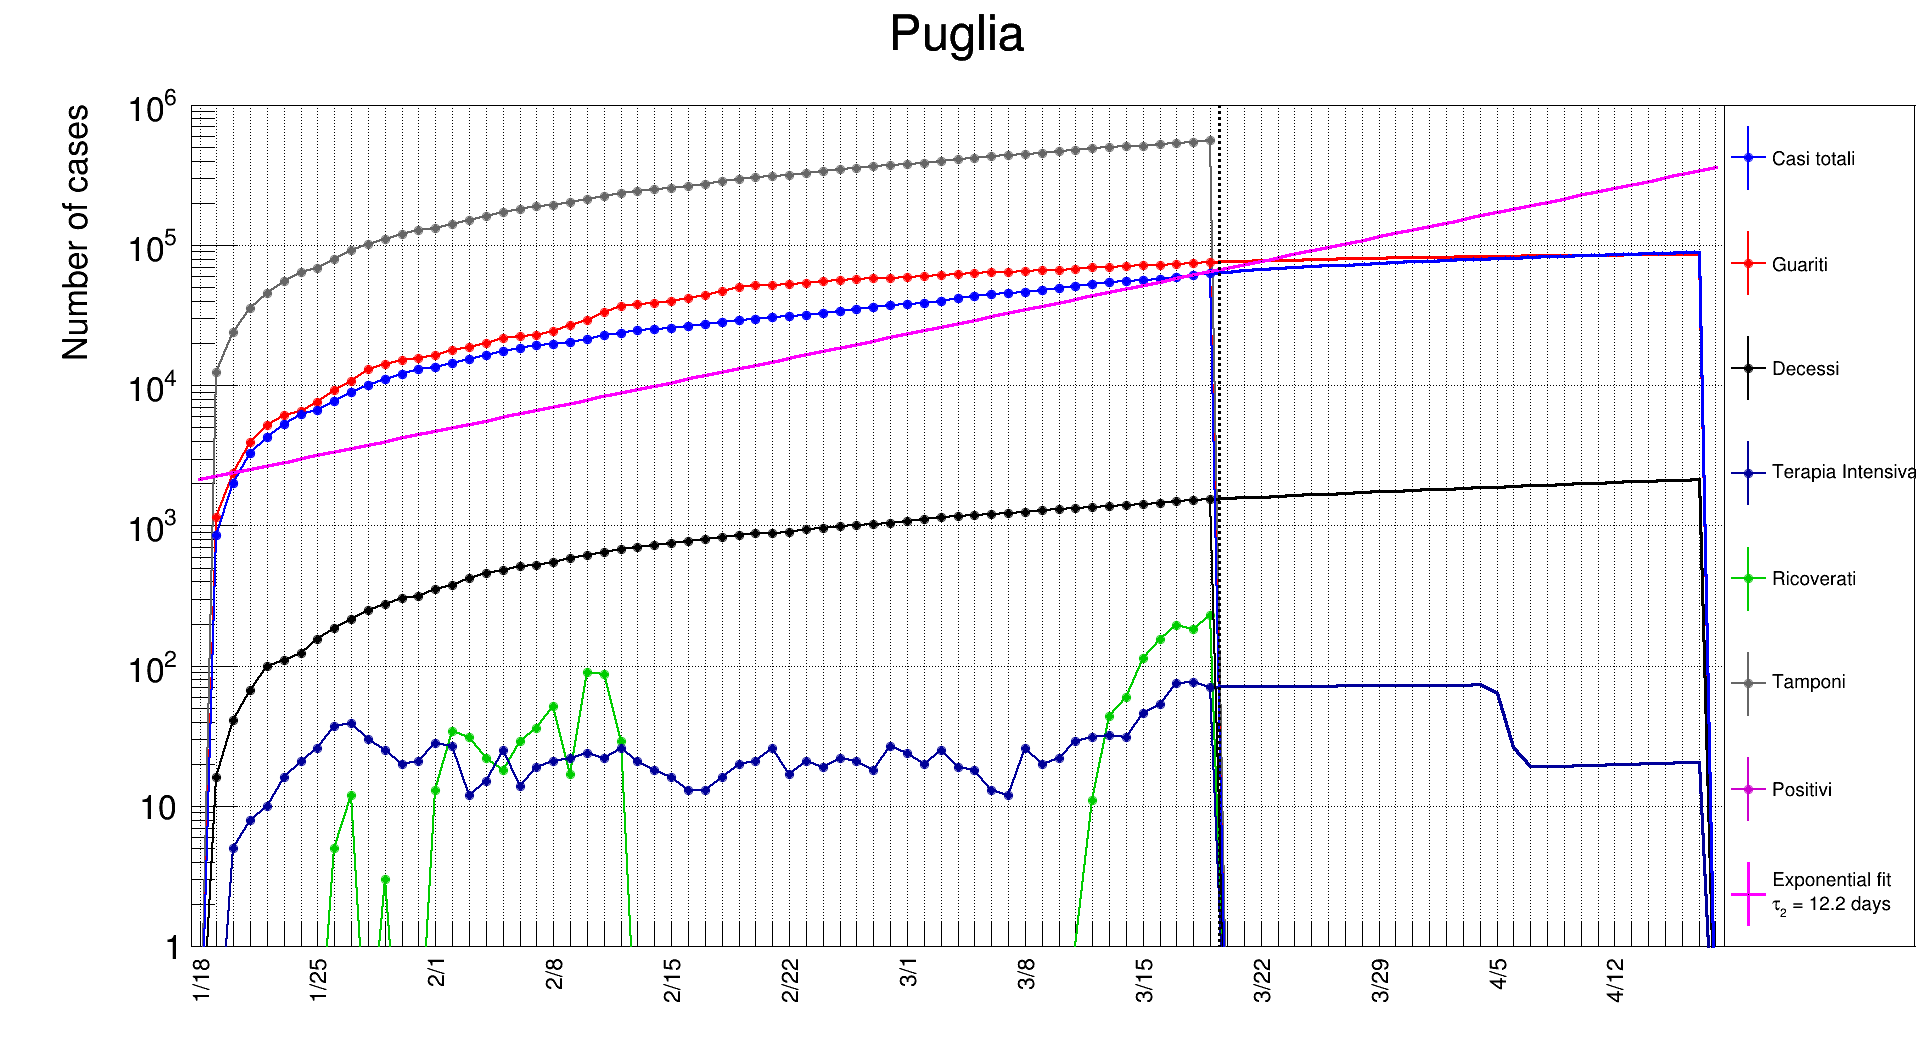 Puglia
Number of cases
10^6
10^5
10^4
10^3
10^2
10
1
1/18
1/25
2/1
2/8
2/15
2/22
3/1
3/8
3/15
3/22
3/29
4/5
4/12
Casi totali
Guariti
Decessi
Terapia Intensiva
Ricoverati
Tamponi
Positivi
Exponential fit
τ₂ = 12.2 days